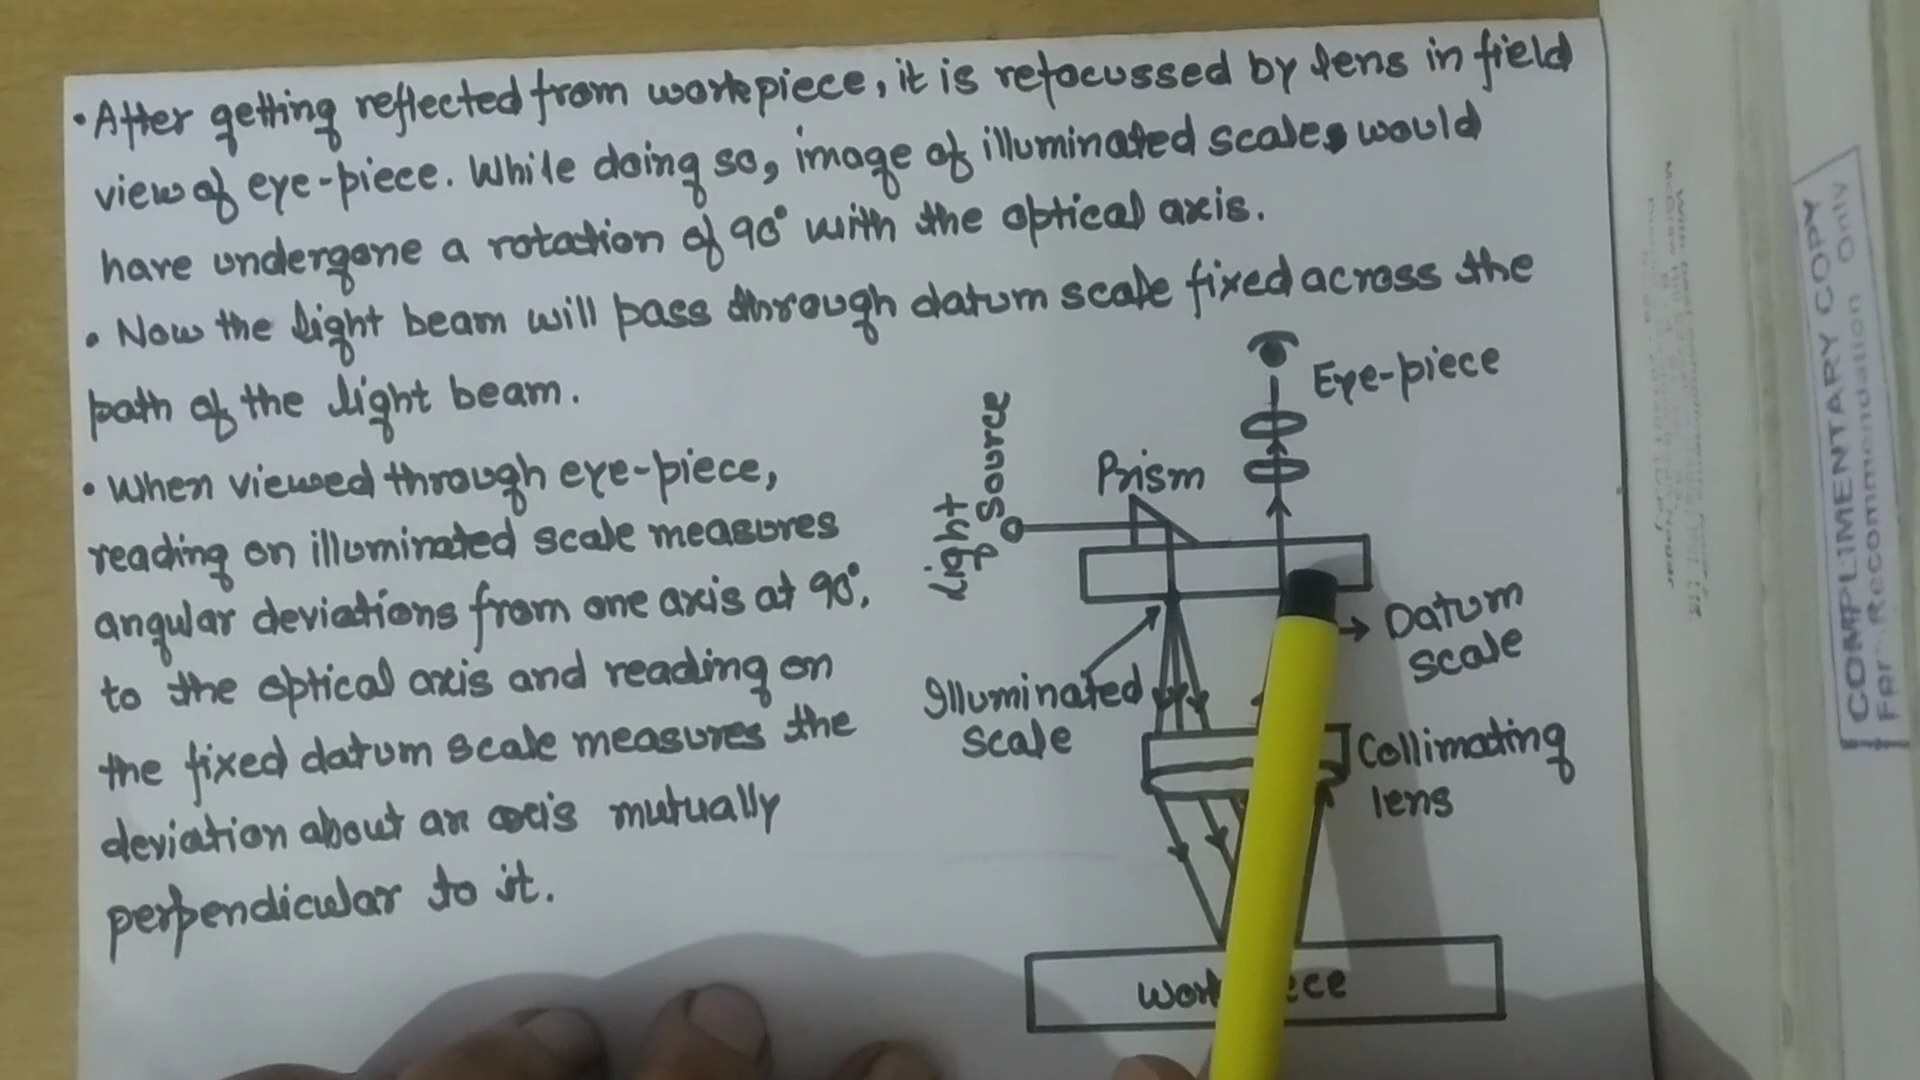 • After getting reflected from workpiece, it is refocussed by lens in field
view of eye-piece. While doing so, image of illuminated scales would
have undergone a rotation of 90° with the optical axis.
• Now the light beam will pass through datum scale fixed across the
path of the light beam.
• When viewed through eye-piece,
reading on illuminated scale measures
angular deviations from one axis at 90°,
to the optical axis and reading on
the fixed datum scale measures the
deviation about an axis mutually
perpendicular to it.
Eye-piece
Light
Source
Prism
Datum
scale
Illuminated
scale
Collimating
lens
COMPLIMENTARY COPY
For Recommendation Only